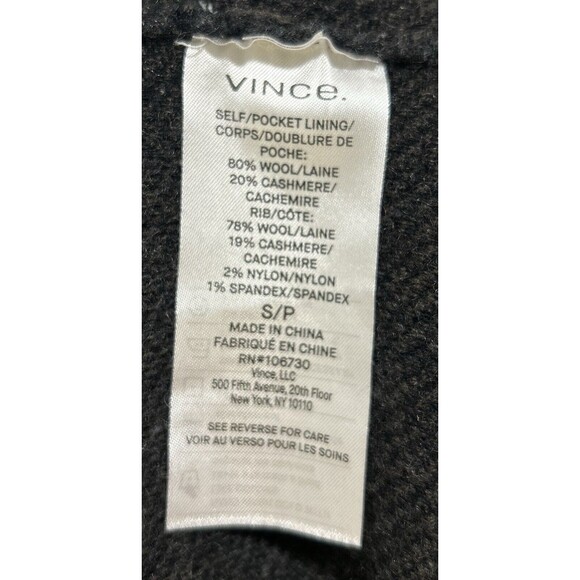 VINCe.
SELF/POCKET LINING/
CORPS/DOUBLURE DE
POCHE:
80% WOOL/LAINE
20% CASHMERE/
CACHEMIRE
RIB/CÔTE:
78% WOOL/LAINE
19% CASHMERE/
CACHEMIRE
2% NYLON/NYLON
1% SPANDEX/SPANDEX
S/P
MADE IN CHINA
FABRIQUÉ EN CHINE
RN#106730
Vince, LLC
500 Fifth Avenue, 20th Floor
New York, NY 10110
SEE REVERSE FOR CARE
VOIR AU VERSO POUR LES SOINS